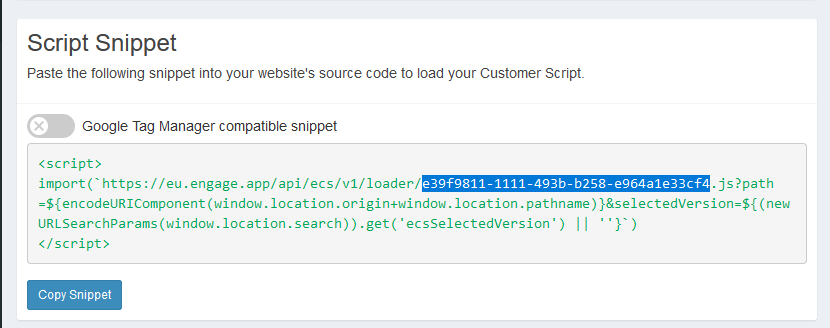 Script Snippet
Paste the following snippet into your website's source code to load your Customer Script.
Google Tag Manager compatible snippet
<script>
import(`https://eu.engage.app/api/ecs/v1/loader/e39f9811-1111-493b-b258-e964a1e33cf4.js?path
=${encodeURIComponent(window.location.origin+window.location.pathname)}&selectedVersion=${(new
URLSearchParams(window.location.search)).get('ecsSelectedVersion') || ''}`)
</script>
Copy Snippet